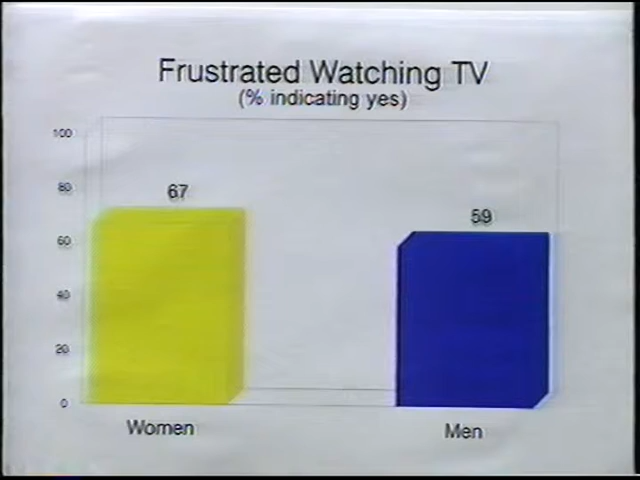 Frustrated Watching TV
(% indicating yes)
100
80
60
40
20
0
67
59
Women
Men